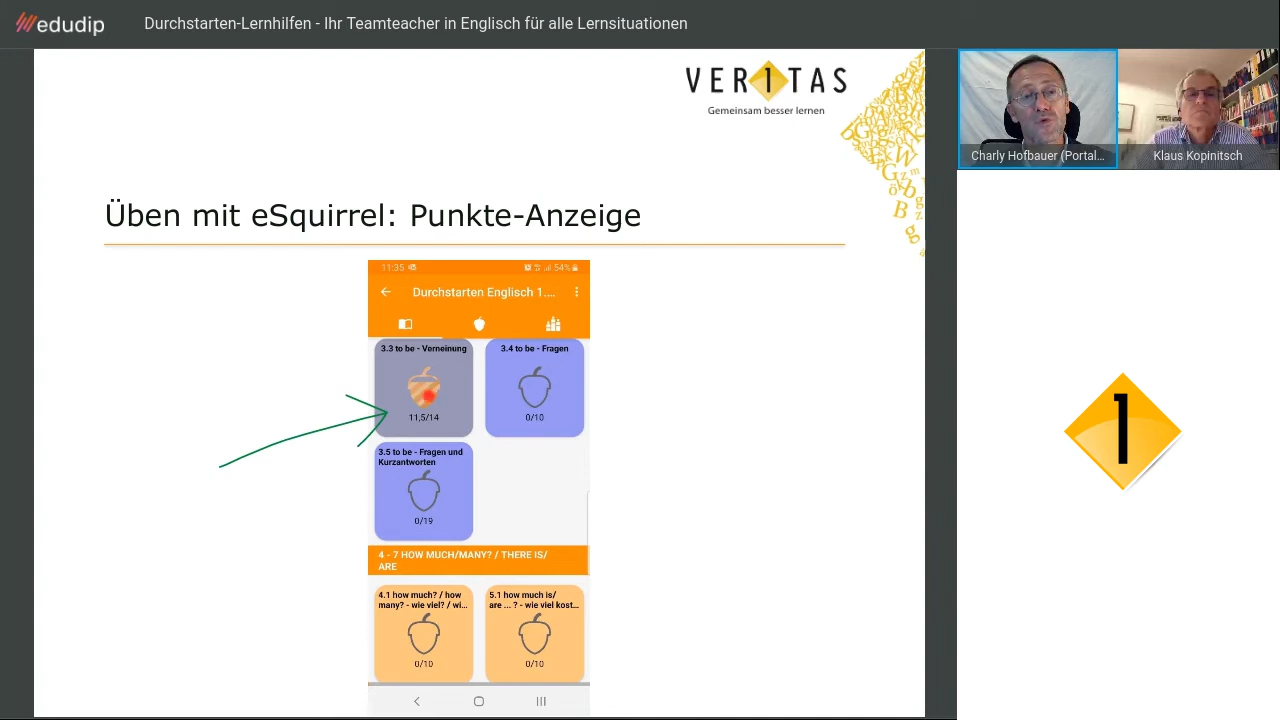 edudip
Durchstarten-Lernhilfen - Ihr Teamteacher in Englisch für alle Lernsituationen
VER1TAS
Gemeinsam besser lernen
Charly Hofbauer (Portal...
Klaus Kopinitsch
Üben mit eSquirrel: Punkte-Anzeige
11:35
54%
Durchstarten Englisch 1....
3.3 to be - Verneinung
11,5/14
3.4 to be - Fragen
0/10
3.5 to be - Fragen und
Kurzantworten
0/19
4 - 7 HOW MUCH/MANY? / THERE IS/
ARE
4.1 how much? / how
many? - wie viel? / wi...
0/10
5.1 how much is/
are ... ? - wie viel kost...
0/10
1